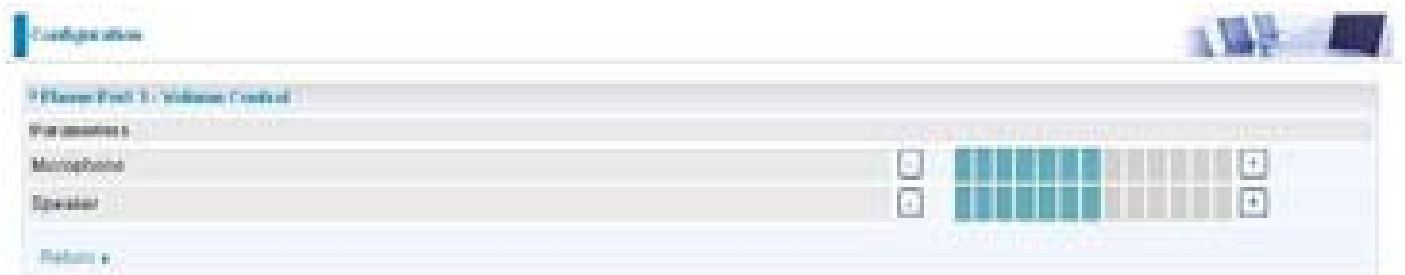 Configuration
Phone Port 1 - Volume Control
Parameters
Microphone
- +
Speaker
- +
Return